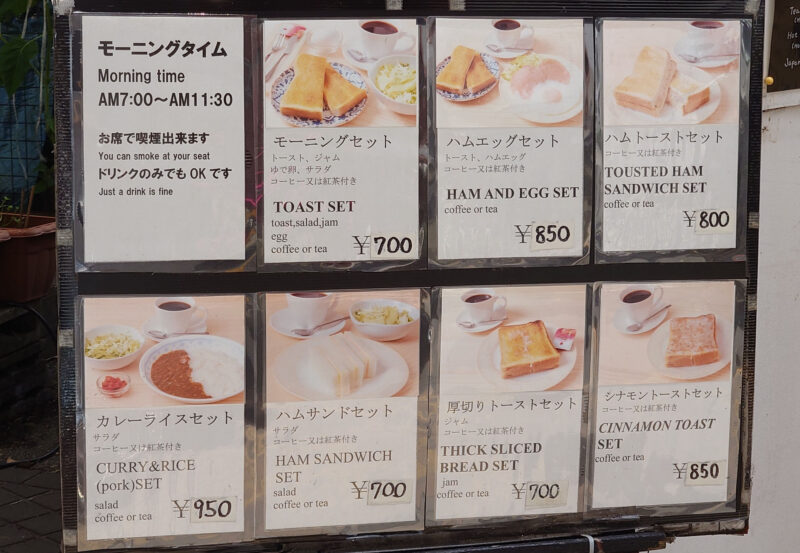 モーニングタイム
Morning time
AM7:00〜AM11:30
お席で喫煙出来ます
You can smoke at your seat
ドリンクのみでも OK です
Just a drink is fine
モーニングセット
トースト、ジャム
ゆで卵、サラダ
コーヒー又は紅茶付き
TOAST SET
toast,salad,jam
egg
coffee or tea
￥700
ハムエッグセット
トースト、ハムエッグ
コーヒー又は紅茶付き
HAM AND EGG SET
coffee or tea
￥850
ハムトーストセット
コーヒー又は紅茶付き
TOUSTED HAM
SANDWICH SET
coffee or tea
￥800
カレーライスセット
サラダ
コーヒー又は紅茶付き
CURRY&RICE
(pork)SET
salad
coffee or tea
￥950
ハムサンドセット
サラダ
コーヒー又は紅茶付き
HAM SANDWICH
SET
salad
coffee or tea
￥700
厚切りトーストセット
ジャム
コーヒー又は紅茶付き
THICK SLICED
BREAD SET
jam
coffee or tea
￥700
シナモントーストセット
コーヒー又は紅茶付き
CINNAMON TOAST
SET
coffee or tea
￥850